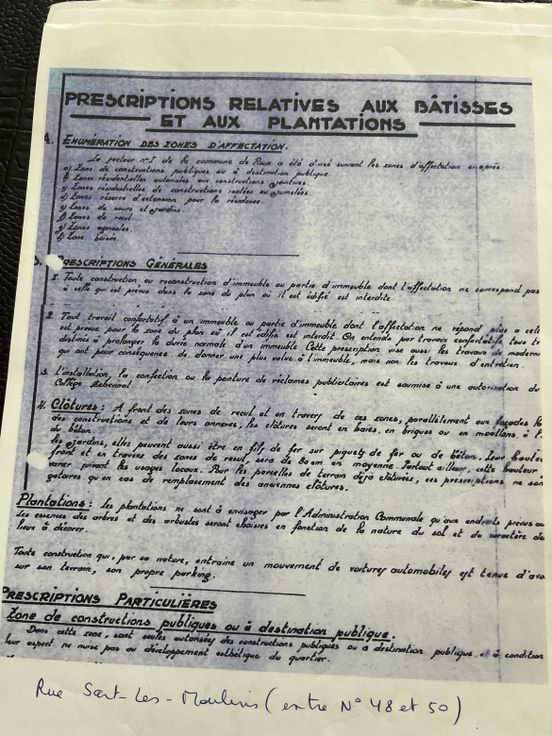 PRESCRIPTIONS RELATIVES AUX BÂTISSES
ET AUX PLANTATIONS
A. ENUMÉRATION DES ZONES D'AFFECTATION.
Le secteur n°I de la commune de Roux a été divisé suivant les zones d'affectation ci-après
a) Zone de constructions publiques ou à destination publique.
b) Zones résidentielles autorisées aux constructions jointives.
c) Zones résidentielles de constructions isolées ou jumelées.
d) Zones réserve d'extension pour la résidence.
e) Zones de cours et jardins.
f) Zones de recul.
g) Zones agricoles.
h) Zone boisée.
PRESCRIPTIONS GÉNÉRALES
1. Toute construction ou reconstruction d'immeuble ou partie d'immeuble dont l'affectation ne correspond pas
à celle qui est prévue dans la zone du plan où il est édifié est interdite.
2. Tout travail confortatif à un immeuble ou partie d'immeuble dont l'affectation ne répond plus à cell
est prévue pour la zone du plan où il est édifié est interdit. On entend par travaux confortatifs tous tr
destinés à prolonger la durée normale d'un immeuble Cette prescription vise aussi les travaux de modern
qui ont pour conséquence de donner une plus value à l'immeuble, mais non les travaux d'entretien.
3. L'installation, la confection ou la peinture de réclames publicitaires est soumise à une autorisation du
Collège Echevinal.
4. Clôtures : A front des zones de recul et en travers de ces zones, parallèlement aux façades
des constructions et de leurs annexes, les clôtures seront en haies, en briques ou en moellons, à l'
du béton.
les jardins, elles peuvent aussi être en fils de fer sur piquets de fer ou de béton. Leur hauteu
front et en travers des zones de recul, sera de 80 cm en moyenne. Partout ailleurs, cette hauteur
varier suivant les usages locaux. Pour les parcelles de terrain déjà clôturées, ces prescriptions ne son
gatoires qu'en cas de remplacement des anciennes clôtures.
Plantations : Les plantations ne sont à envisager par l'Administration Communale qu'aux endroits prévus au
Les essences des arbres et des arbustes seront choisies en fonction de la nature du sol et du caractère des
lieux à décorer.
Toute construction qui, par sa nature, entraine un mouvement de voitures automobiles est tenue d'avo
sur son terrain, son propre parking.
PRESCRIPTIONS PARTICULIÈRES
Zone de constructions publiques ou à destination publique.
Dans cette zone, sont seules autorisées des constructions publiques ou à destination publique à condition
leur aspect ne nuise pas au développement esthétique du quartier.
Rue Sart-Les-Moulins (entre N° 48 et 50)